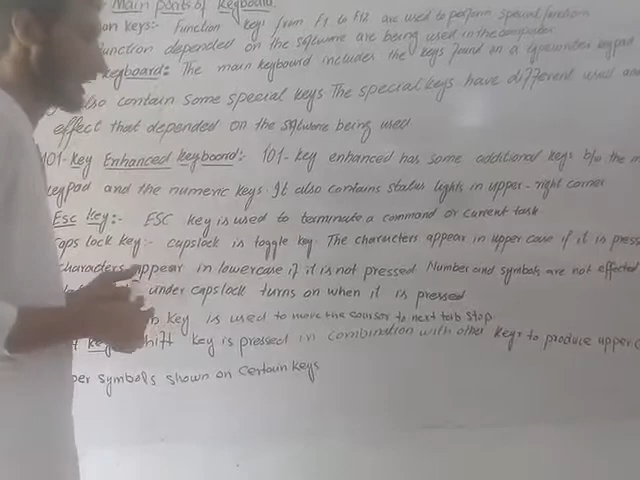 Main parts of Keyboard
on keys:- Function keys from F1 to F12 are used to perform special functions
function depended on the software are being used in the computer
keyboard: The main keyboard includes the keys found on a typewriter keypad
also contain some special keys The special keys have different used and
effect that depended on the software being used
101-Key Enhanced keyboard:- 101-key enhanced has some additional keys b/w the m
keypad and the numeric keys. It also contains status lights in upper-right corner
Esc key:- ESC key is used to terminate a command or current task
Caps lock key:- capslock is toggle key. The characters appear in upper case if it is press
characters appear in lowercase if it is not pressed Number and symbols are not effected
under capslock turns on when it is pressed
b key is used to move the coursor to next tab stop
key shift key is pressed in combination with other keys to produce upper c
per symbols shown on certain keys